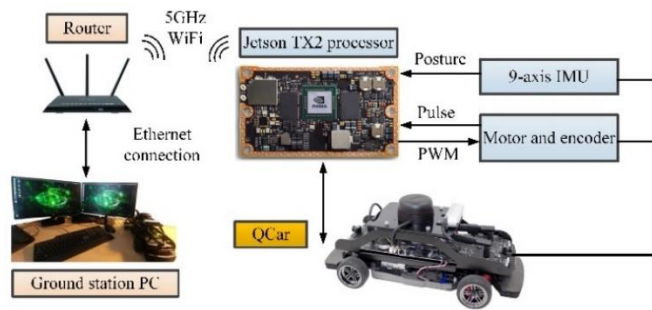 Router
5GHz
WiFi
Jetson TX2 processor
Posture
9-axis IMU
Ethernet
connection
Pulse
PWM
Motor and encoder
QCar
Ground station PC